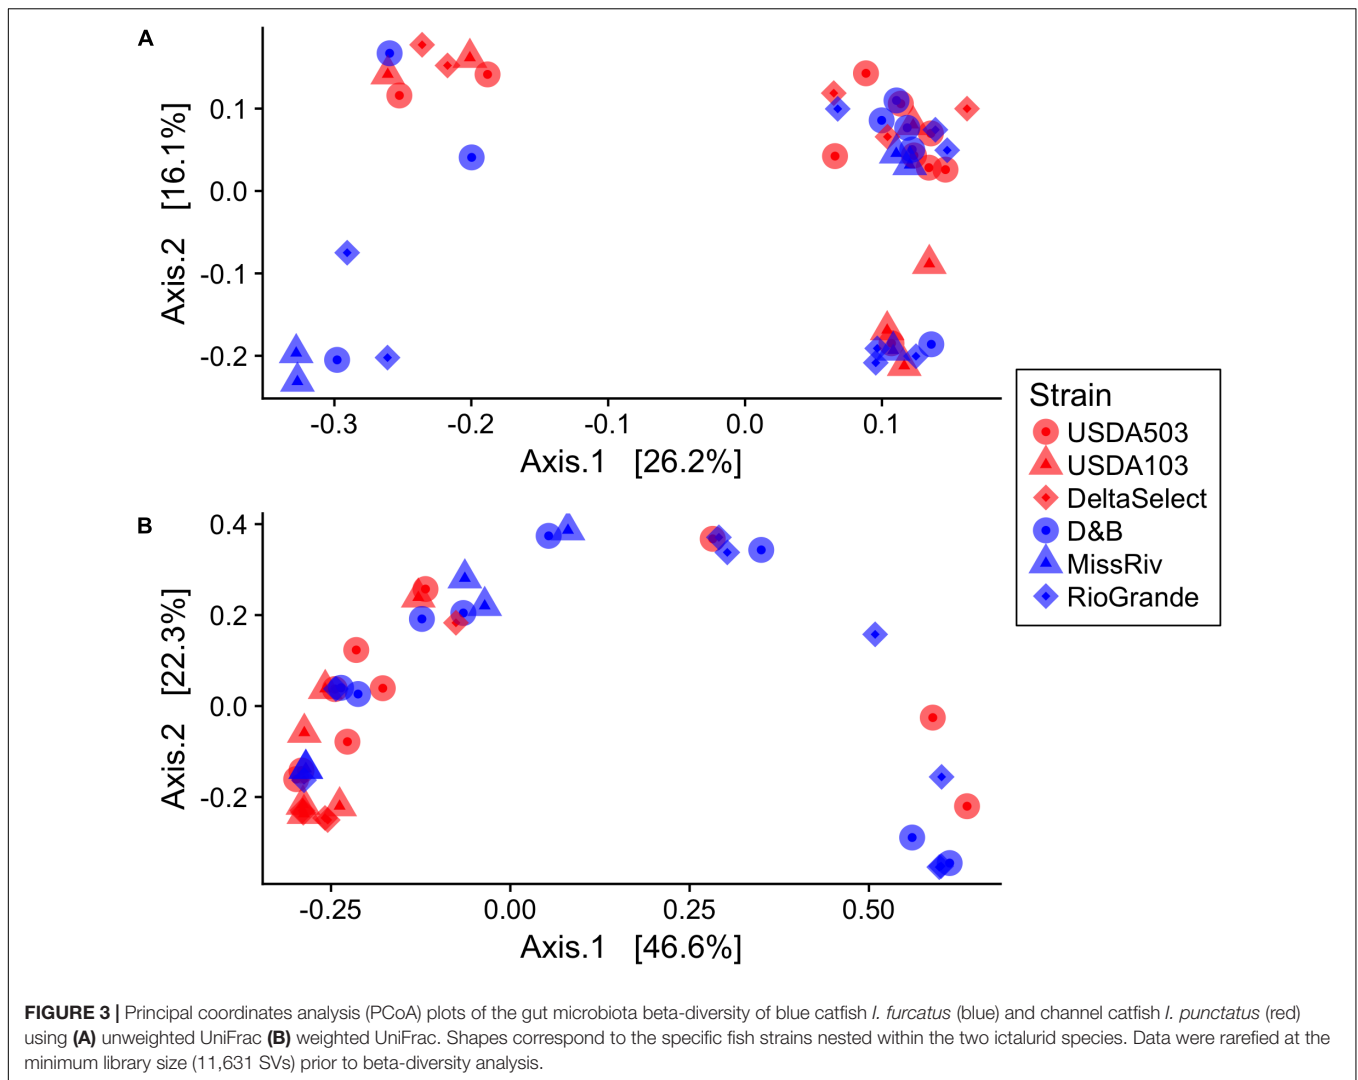 A
0.1
0.0
-0.1
-0.2
Axis.2 [16.1%]
-0.3 -0.2 -0.1 0.0 0.1
Axis.1 [26.2%]
Strain
USDA503
USDA103
DeltaSelect
D&B
MissRiv
RioGrande
B
0.4
0.2
0.0
-0.2
Axis.2 [22.3%]
-0.25 0.00 0.25 0.50
Axis.1 [46.6%]
FIGURE 3 | Principal coordinates analysis (PCoA) plots of the gut microbiota beta-diversity of blue catfish I. furcatus (blue) and channel catfish I. punctatus (red)
using (A) unweighted UniFrac (B) weighted UniFrac. Shapes correspond to the specific fish strains nested within the two ictalurid species. Data were rarefied at the
minimum library size (11,631 SVs) prior to beta-diversity analysis.